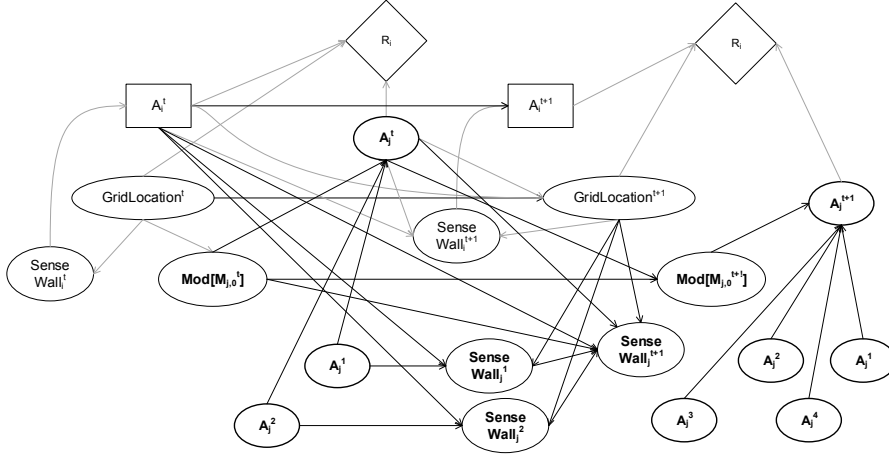 R_i
R_i
A_i^t
A_i^t+1
A_j^t
GridLocation^t
GridLocation^t+1
A_j^t+1
Sense
Wall_i^t+1
Sense
Wall_i^t
Mod[M_j,0^t]
Mod[M_j,0^t+1]
Sense
Wall_j^t+1
A_j^1
Sense
Wall_j^1
A_j^2
A_j^1
A_j^2
Sense
Wall_j^2
A_j^3
A_j^4